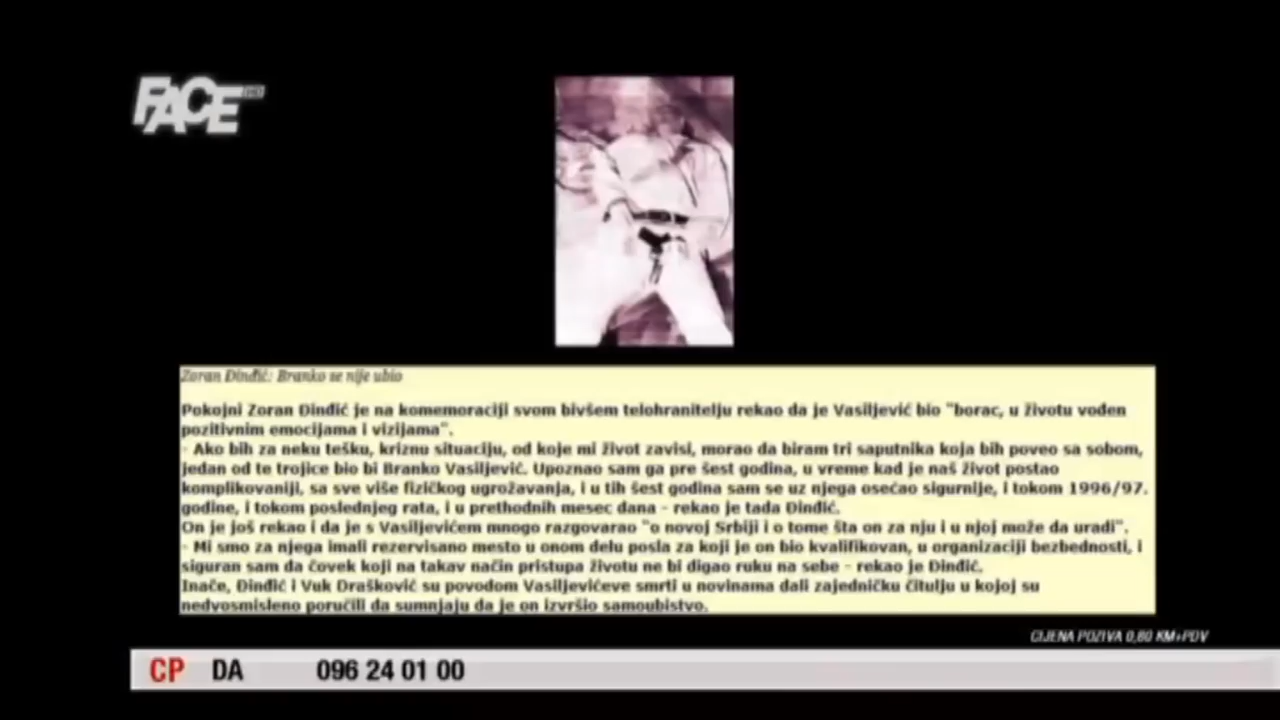 FACE HD
Zoran Đinđić: Branko se nije ubio
Pokojni Zoran Đinđić je na komemoraciji svom bivšem telohranitelju rekao da je Vasiljević bio "borac, u životu vođen
pozitivnim emocijama i vizijama".
- Ako bih za neku tešku, kriznu situaciju, od koje mi život zavisi, morao da biram tri saputnika koja bih poveo sa sobom,
jedan od te trojice bio bi Branko Vasiljević. Upoznao sam ga pre šest godina, u vreme kad je naš život postao
komplikovaniji, sa sve više fizičkog ugrožavanja, i u tih šest godina sam se uz njega osećao sigurnije, i tokom 1996/97.
godine, i tokom poslednjeg rata, i u prethodnih mesec dana - rekao je tada Đinđić.
On je još rekao i da je s Vasiljevićem mnogo razgovarao "o novoj Srbiji i o tome šta on za nju i u njoj može da uradi".
- Mi smo za njega imali rezervisano mesto u onom delu posla za koji je on bio kvalifikovan, u organizaciji bezbednosti, i
siguran sam da čovek koji na takav način pristupa životu ne bi digao ruku na sebe - rekao je Đinđić.
Inače, Đinđić i Vuk Drašković su povodom Vasiljevićeve smrti u novinama dali zajedničku čitulju u kojoj su
nedvosmisleno poručili da sumnjaju da je on izvršio samoubistvo.
CIJENA POZIVA 0,60 KM+PDV
CP DA 096 24 01 00